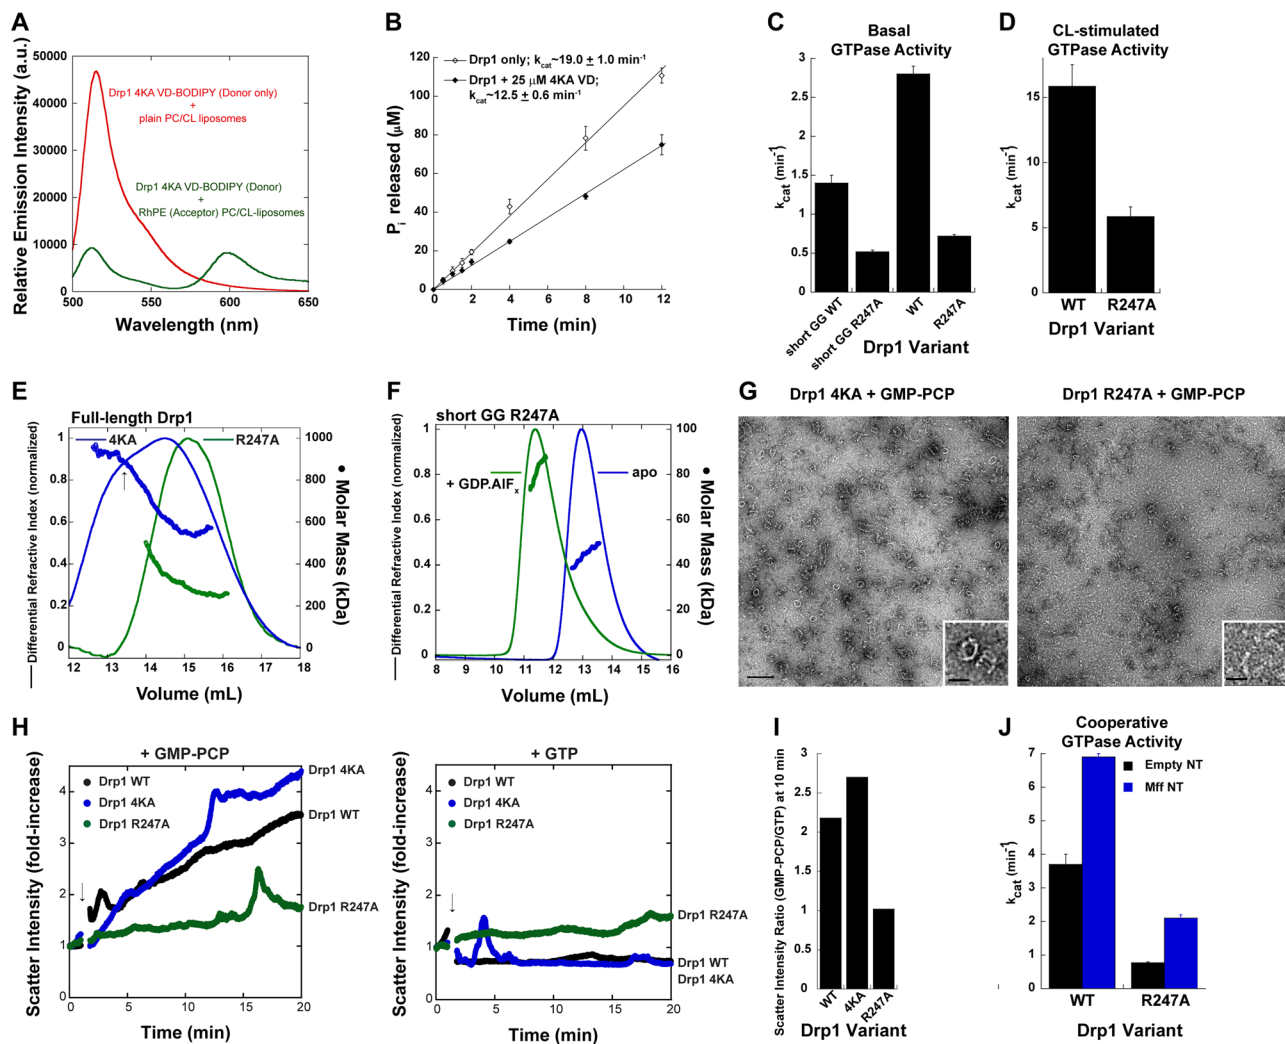 A
Relative Emission Intensity (a.u.)
50000
40000
30000
20000
10000
0
Drp1 4KA VD-BODIPY (Donor only)
+
plain PC/CL liposomes
Drp1 4KA VD-BODIPY (Donor)
+
RhPE (Acceptor) PC/CL-liposomes
500 550 600 650
Wavelength (nm)
B
Pi released (μM)
120
100
80
60
40
20
0
Drp1 only; kcat~19.0 ± 1.0 min-1
Drp1 + 25 μM 4KA VD;
kcat~12.5 ± 0.6 min-1
0 2 4 6 8 10 12
Time (min)
C
Basal
GTPase Activity
kcat (min-1)
3
2.5
2
1.5
1
0.5
0
short GG WT
short GG R247A
WT
R247A
Drp1 Variant
D
CL-stimulated
GTPase Activity
kcat (min-1)
15
10
5
0
WT R247A
Drp1 Variant
E
Full-length Drp1
4KA R247A
Differential Refractive Index (normalized)
1
0.8
0.6
0.4
0.2
0
1000
800
600
400
200
0
Molar Mass (kDa)
12 13 14 15 16 17 18
Volume (mL)
F
short GG R247A
+ GDP.AlFx
apo
Differential Refractive Index (normalized)
1
0.8
0.6
0.4
0.2
0
100
80
60
40
20
0
Molar Mass (kDa)
8 9 10 11 12 13 14 15 16
Volume (mL)
G
Drp1 4KA + GMP-PCP
Drp1 R247A + GMP-PCP
H
+ GMP-PCP
Scatter Intensity (fold-increase)
4
3
2
1
0
Drp1 WT
Drp1 4KA
Drp1 R247A
Drp1 4KA
Drp1 WT
Drp1 R247A
0 5 10 15 20
Time (min)
+ GTP
Scatter Intensity (fold-increase)
4
3
2
1
0
Drp1 WT
Drp1 4KA
Drp1 R247A
Drp1 R247A
Drp1 WT
Drp1 4KA
0 5 10 15 20
Time (min)
I
Scatter Intensity Ratio (GMP-PCP/GTP) at 10 min
3
2.5
2
1.5
1
0.5
0
WT
4KA
R247A
Drp1 Variant
J
Cooperative
GTPase Activity
Empty NT
Mff NT
kcat (min-1)
7
6
5
4
3
2
1
0
WT R247A
Drp1 Variant